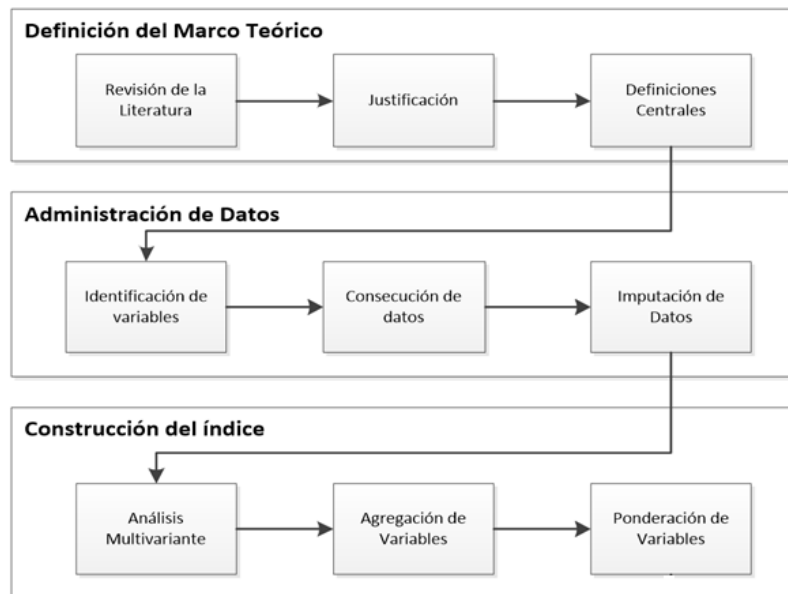 Definición del Marco Teórico
Revisión de la
Literatura
Justificación
Definiciones
Centrales
Administración de Datos
Identificación de
variables
Consecución de
datos
Imputación de
Datos
Construcción del índice
Análisis
Multivariante
Agregación de
Variables
Ponderación de
Variables